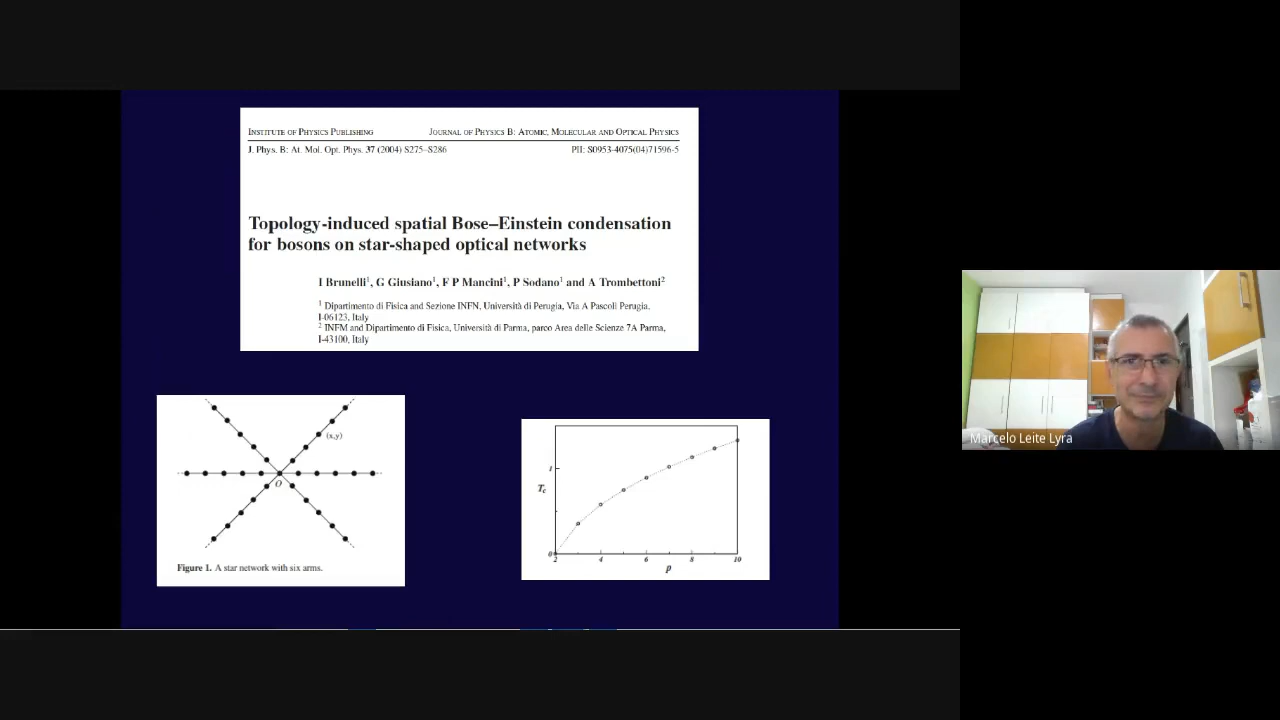 INSTITUTE OF PHYSICS PUBLISHING
JOURNAL OF PHYSICS B: ATOMIC, MOLECULAR AND OPTICAL PHYSICS
J. Phys. B: At. Mol. Opt. Phys. 37 (2004) S275–S286
PII: S0953-4075(04)71596-5
Topology-induced spatial Bose–Einstein condensation
for bosons on star-shaped optical networks
I Brunelli¹, G Giusiano¹, F P Mancini¹, P Sodano¹ and A Trombettoni²
¹ Dipartimento di Fisica and Sezione INFN, Università di Perugia, Via A Pascoli Perugia,
I-06123, Italy
² INFM and Dipartimento di Fisica, Università di Parma, parco Area delle Scienze 7A Parma,
I-43100, Italy
(x,y)
O
Figure 1. A star network with six arms.
1
T_c
0
2 4 6 8 10
p
Marcelo Leite Lyra